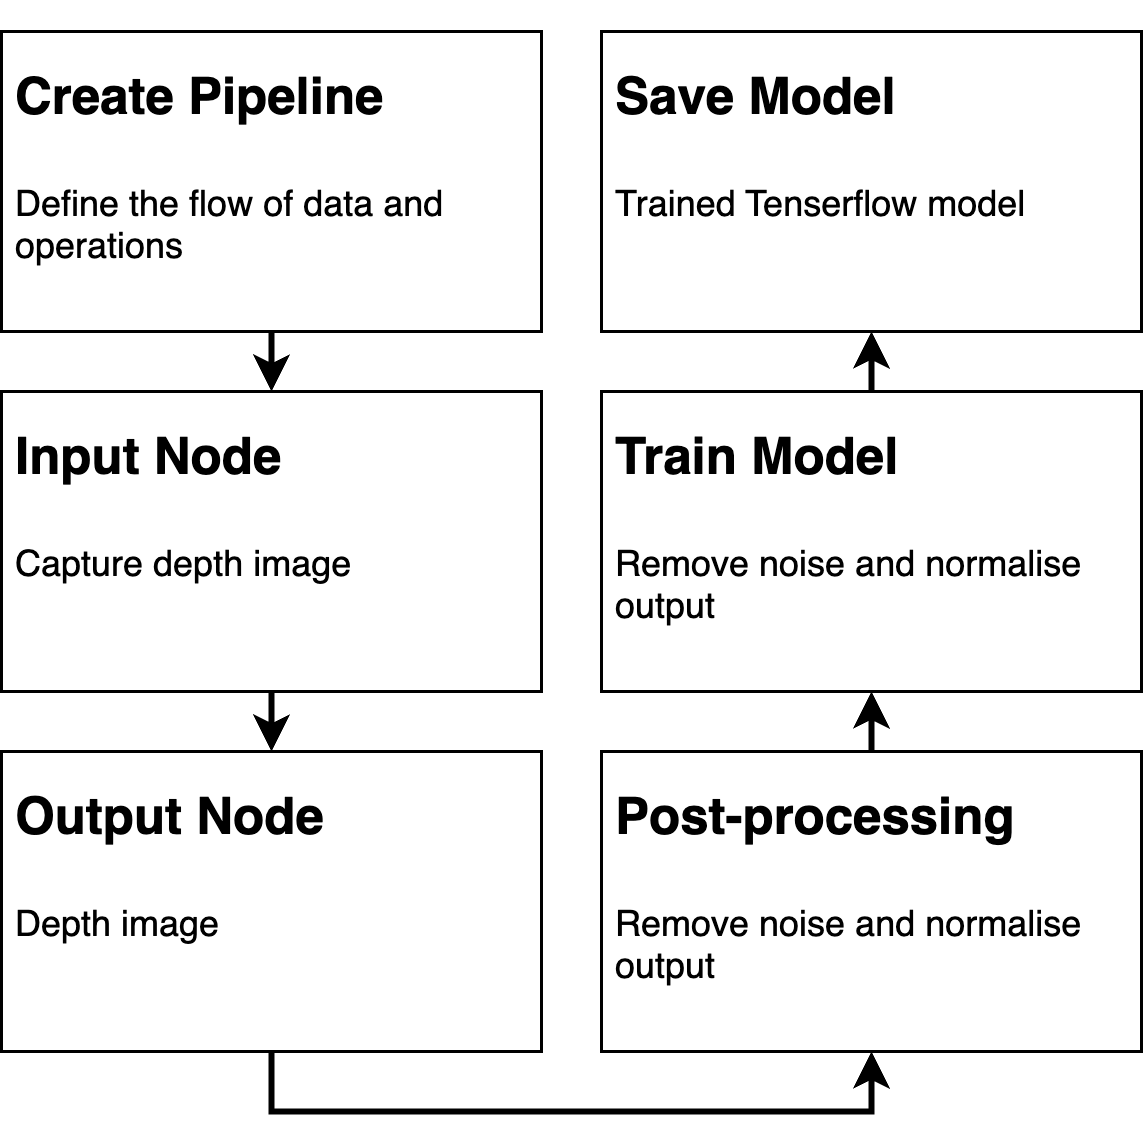 Create Pipeline
Define the flow of data and
operations
Input Node
Capture depth image
Output Node
Depth image
Post-processing
Remove noise and normalise
output
Train Model
Remove noise and normalise
output
Save Model
Trained Tenserflow model